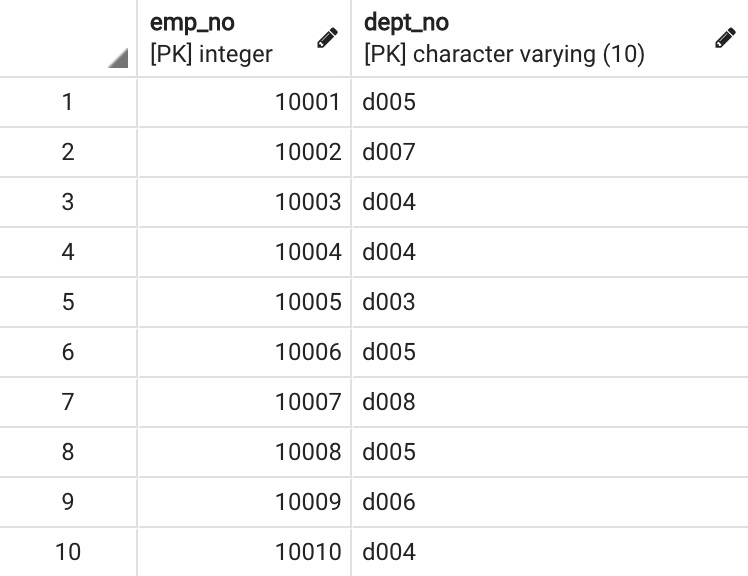 emp_no dept_no
[PK] integer [PK] character varying (10)
1 10001 d005
2 10002 d007
3 10003 d004
4 10004 d004
5 10005 d003
6 10006 d005
7 10007 d008
8 10008 d005
9 10009 d006
10 10010 d004